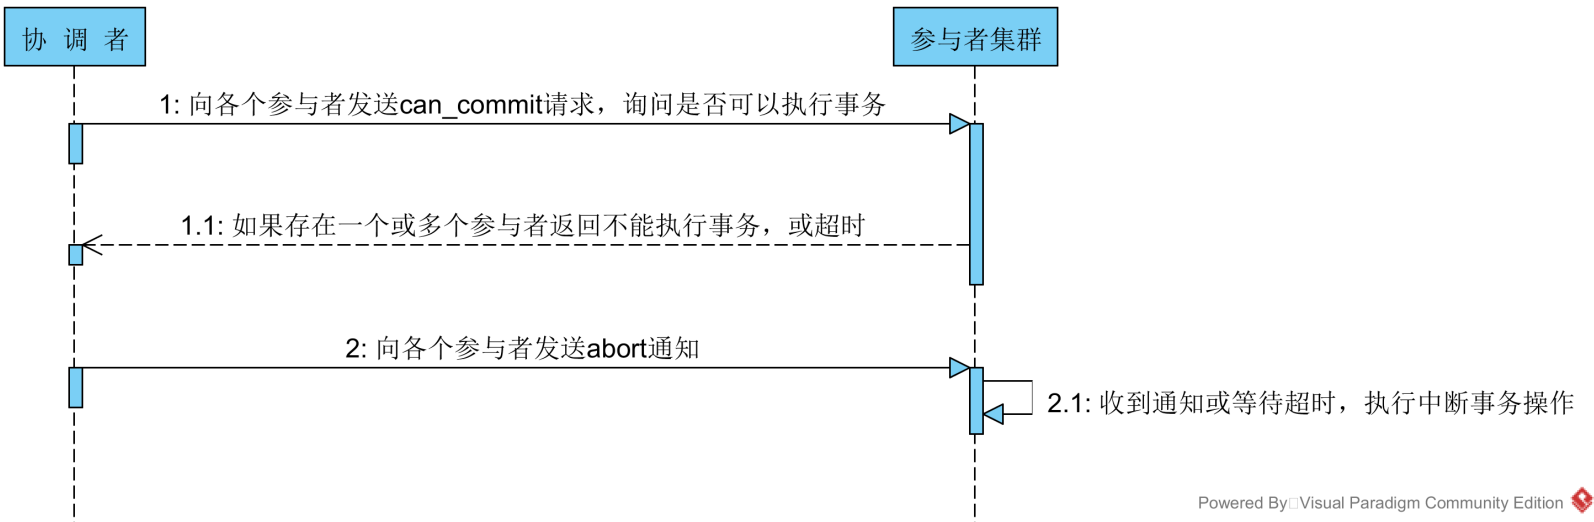 协 调 者
参与者集群
1: 向各个参与者发送can_commit请求，询问是否可以执行事务
1.1: 如果存在一个或多个参与者返回不能执行事务，或超时
2: 向各个参与者发送abort通知
2.1: 收到通知或等待超时，执行中断事务操作
Powered By□Visual Paradigm Community Edition